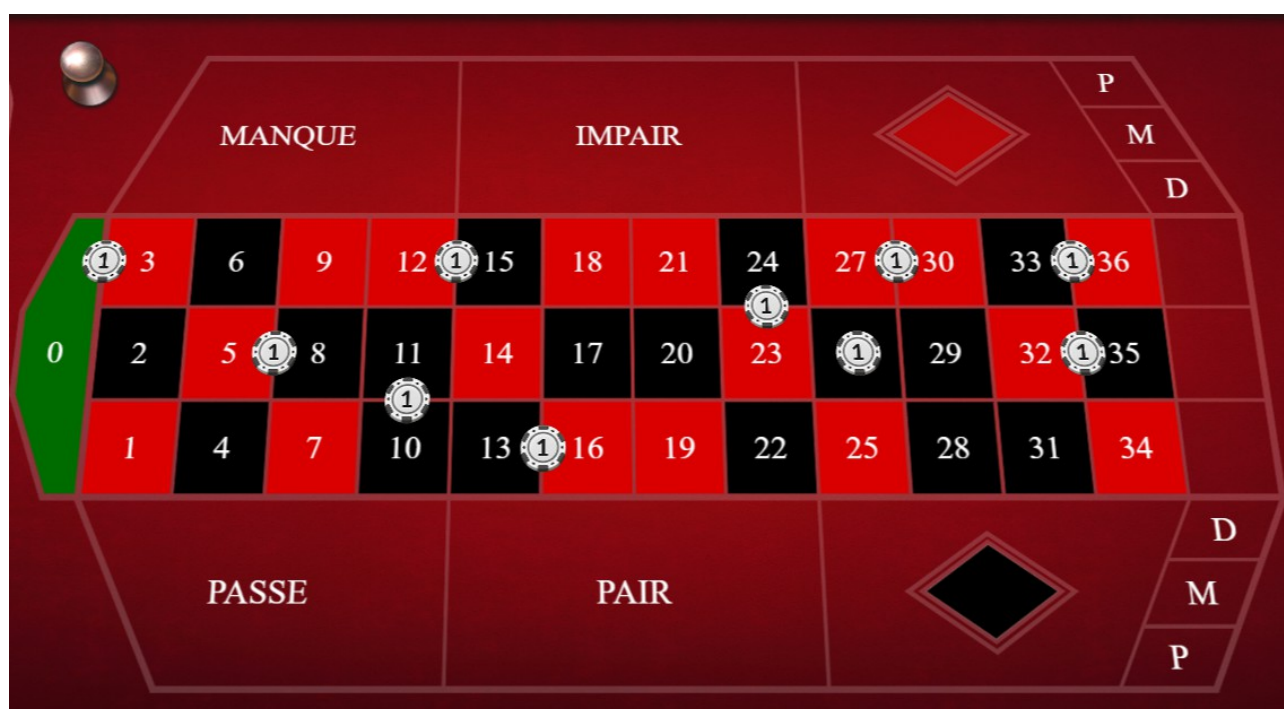 P
MANQUE IMPAIR M
D
1 3 6 9 12 1 15 18 21 24 27 1 30 33 1 36
1
0 2 5 1 8 11 14 17 20 23 1 29 32 1 35
1
1 4 7 10 13 1 16 19 22 25 28 31 34
D
PASSE PAIR M
P